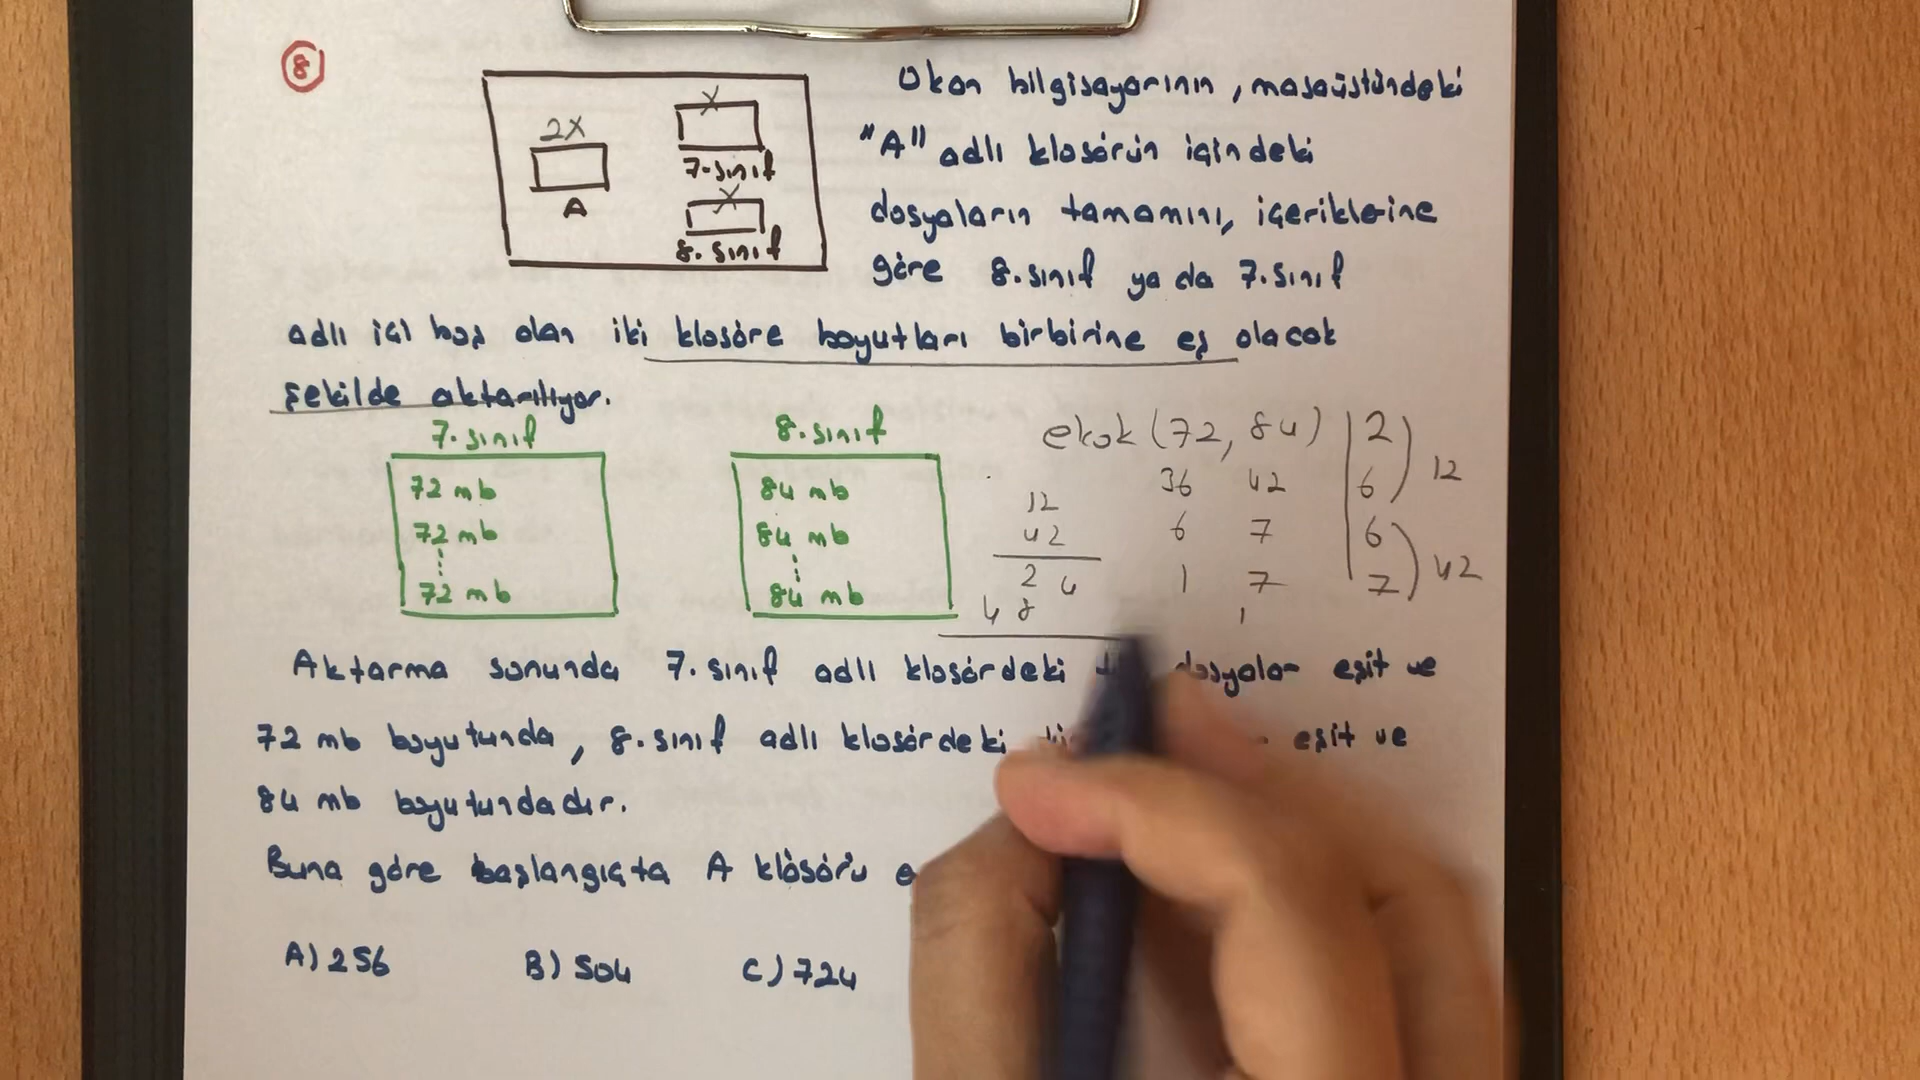 8
Okan bilgisayarının, masaüstündeki
"A" adlı klasörün içindeki
dosyaların tamamını, içeriklerine
göre 8.sınıf ya da 7.sınıf
2X
A
X
7.sınıf
X
8.sınıf
adlı içi boş olan iki klasöre boyutları birbirine eş olacak
şekilde aktarılıyor.
7.sınıf
72 mb
72 mb
72 mb
8.sınıf
84 mb
84 mb
84 mb
ekok (72, 84) 2
36 42 6 12
6 7 6
1 7 7 42
1
12
42
24
48
Aktarma sonunda 7.sınıf adlı klasördeki dosyalar eşit ve
72 mb boyutunda, 8.sınıf adlı klasördeki eşit ve
84 mb boyutundadır.
Buna göre başlangıçta A klösörü
A) 256 B) 504 C) 724